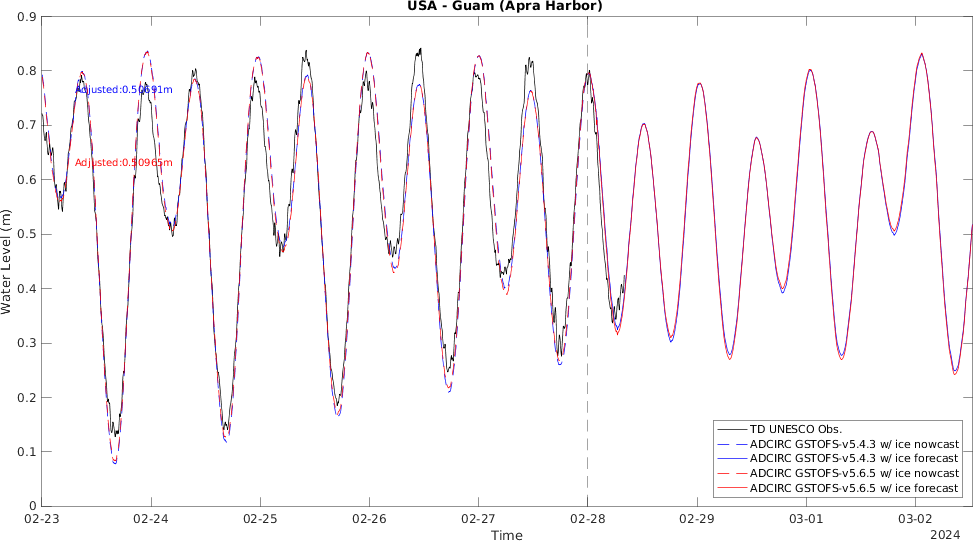 USA - Guam (Apra Harbor)
0.9
0.8
0.7
0.6
0.5
0.4
0.3
0.2
0.1
0
Water Level (m)
Adjusted:0.50691m
Adjusted:0.50965m
TD UNESCO Obs.
ADCIRC GSTOFS-v5.4.3 w/ ice nowcast
ADCIRC GSTOFS-v5.4.3 w/ ice forecast
ADCIRC GSTOFS-v5.6.5 w/ ice nowcast
ADCIRC GSTOFS-v5.6.5 w/ ice forecast
02-23 02-24 02-25 02-26 02-27 02-28 02-29 03-01 03-02
Time
2024